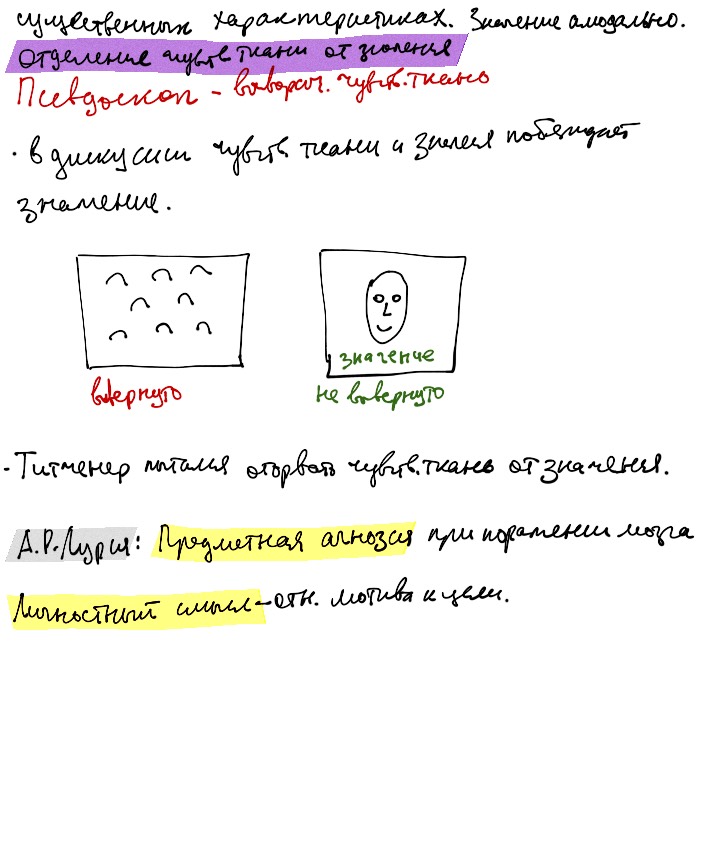 существенных характеристиках. Значение амодально.
Отделение чувств. ткани от значения
Псевдоскоп - выворач. чувств. ткань
· в дискуссии чувств. ткани и значения побеждает
значение.
вывернуто
значение
не вывернуто
- Титченер пытался оторвать чувств. ткань от значения.
А.Р. Лурия: Предметная агнозия при поражении мозга
Личностный смысл - отн. мотива к цели.